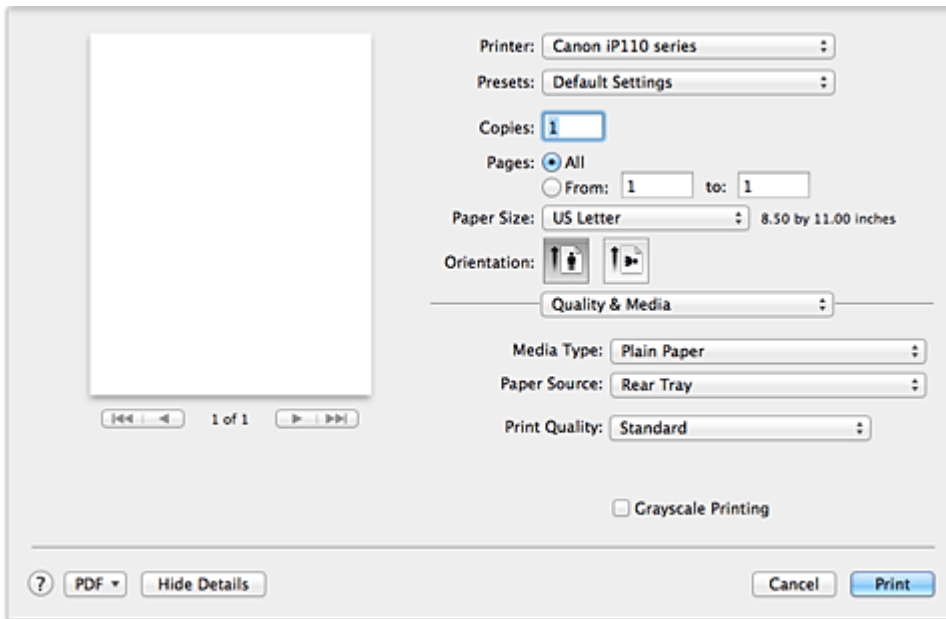 Printer: Canon iP110 series
Presets: Default Settings
Copies: 1
Pages: All
From: 1 to: 1
Paper Size: US Letter 8.50 by 11.00 inches
Orientation:
Quality & Media
Media Type: Plain Paper
Paper Source: Rear Tray
1 of 1
Print Quality: Standard
Grayscale Printing
? PDF Hide Details Cancel Print